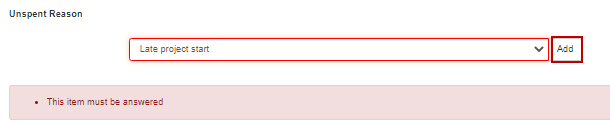 Unspent Reason
Late project start Add
• This item must be answered